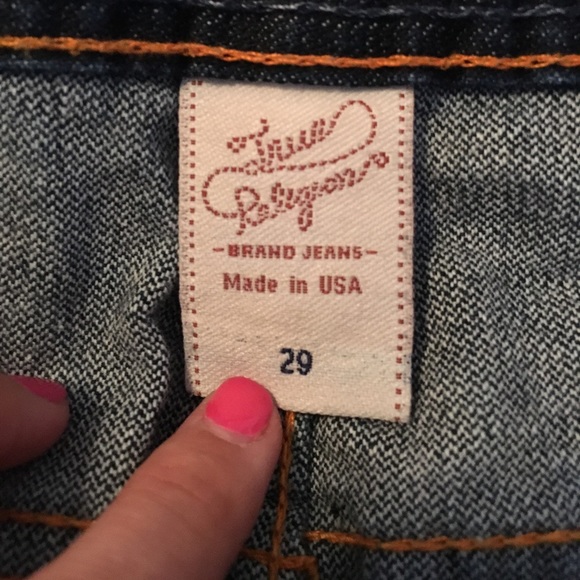 True
Religion
-BRAND JEANS-
Made in USA
29